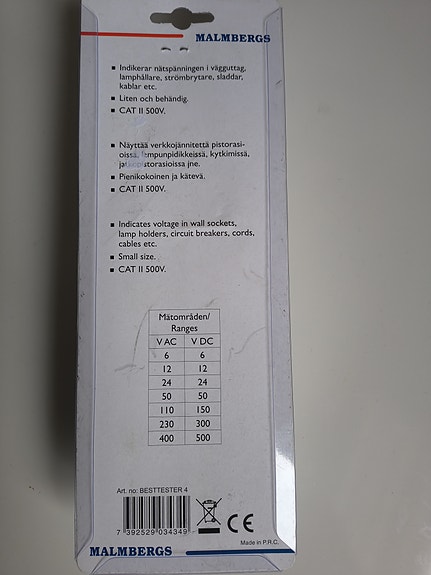 MALMBERGS
Indikerar nätspänningen i vägguttag,
lamphållare, strömbrytare, sladdar,
kablar etc.
Liten och behändig.
CAT II 500V.
Näyttää verkkojännitettä pistorasi-
oissa, lampunpidikkeissä, kytkimissä,
jatkopistorasioissa jne.
Pienikokoinen ja kätevä.
CAT II 500V.
Indicates voltage in wall sockets,
lamp holders, circuit breakers, cords,
cables etc.
Small size.
CAT II 500V.
Mätområden/
Ranges
V AC V DC
6 6
12 12
24 24
50 50
110 150
230 300
400 500
Art. no: BESTTESTER 4
7 392529 034349
CE
Made in P.R.C.
MALMBERGS